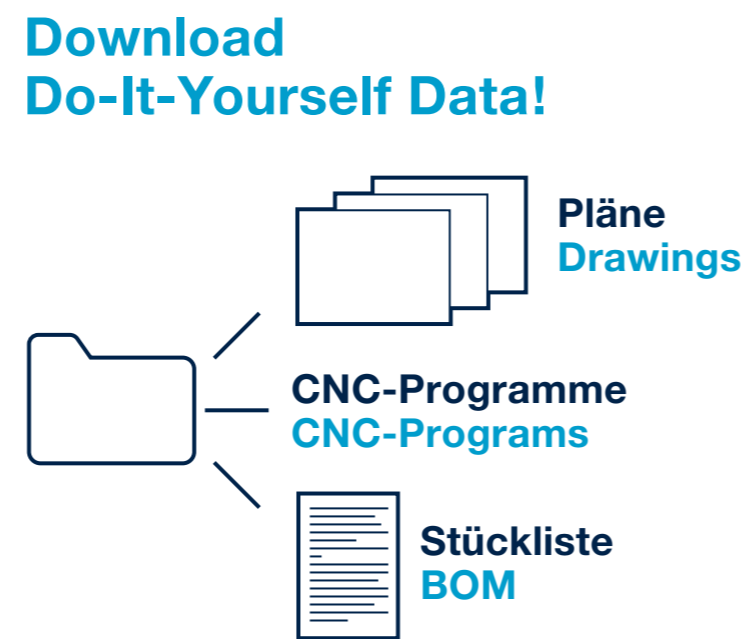 Download
Do-It-Yourself Data!
Pläne
Drawings
CNC-Programme
CNC-Programs
Stückliste
BOM